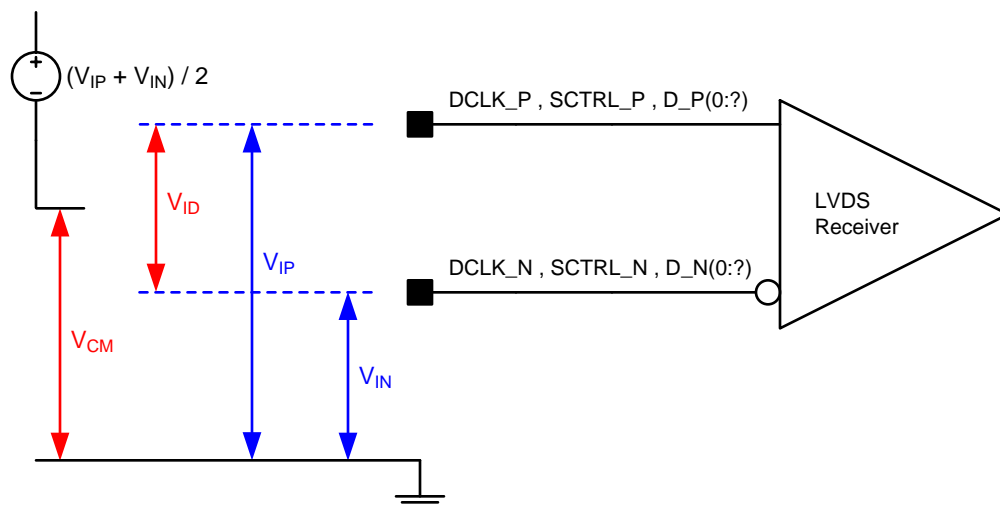 (VIP + VIN) / 2
DCLK_P , SCTRL_P , D_P(0:?)
VID
LVDS
Receiver
VIP
DCLK_N , SCTRL_N , D_N(0:?)
VCM
VIN